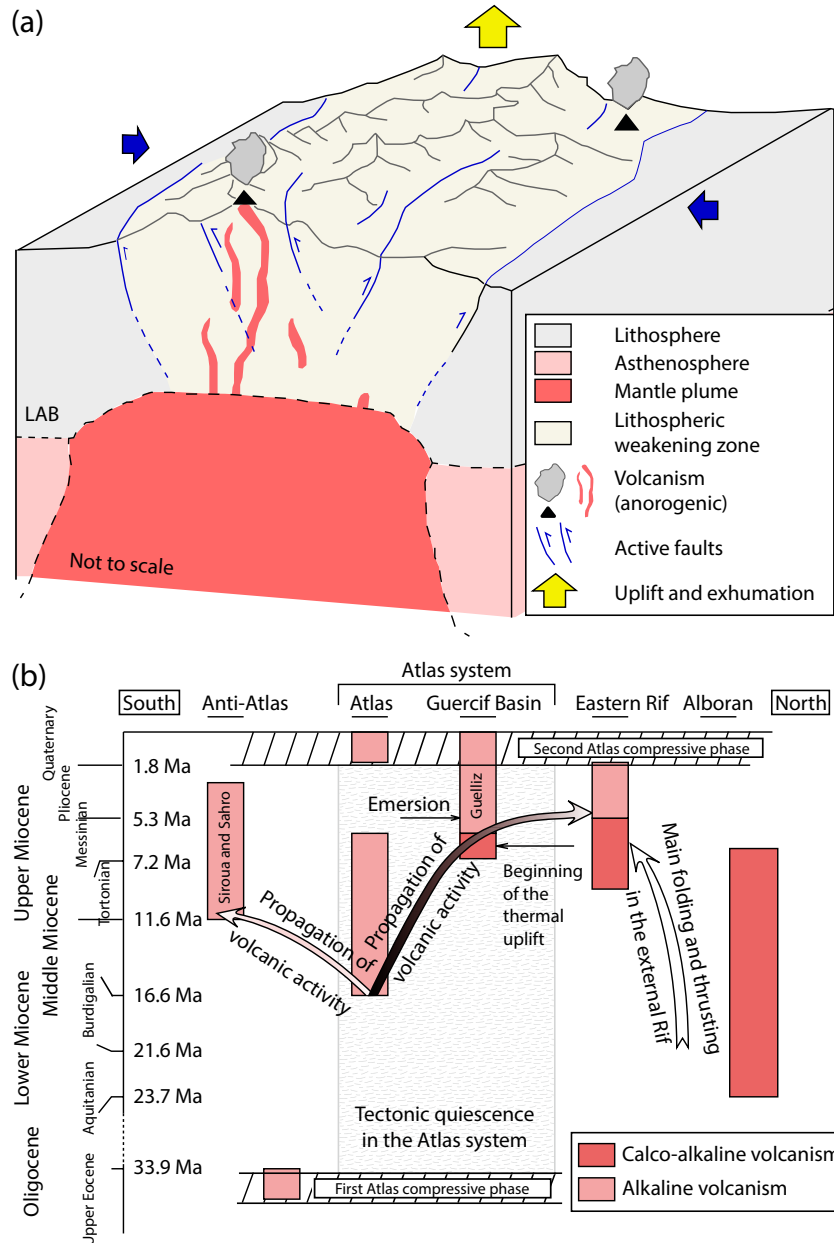 (a)
LAB
Not to scale
Lithosphere
Asthenosphere
Mantle plume
Lithospheric
weakening zone
Volcanism
(anorogenic)
Active faults
Uplift and exhumation
(b)
Atlas system
South
Anti-Atlas
Atlas
Guercif Basin
Eastern Rif
Alboran
North
Quaternary
Second Atlas compressive phase
1.8 Ma
Pliocene
Emersion
Guelliz
5.3 Ma
Messinian
Upper Miocene
Siroua and Sahro
7.2 Ma
Tortonian
Beginning
of the
thermal
uplift
Propagation of
volcanic activity
Propagation of
volcanic activity
Main folding and thrusting
in the external Rif
11.6 Ma
Middle Miocene
16.6 Ma
Burdigalian
Lower Miocene
21.6 Ma
23.7 Ma
Aquitanian
Tectonic quiescence
in the Atlas system
Oligocene
33.9 Ma
Upper Eocene
First Atlas compressive phase
Calco-alkaline volcanism
Alkaline volcanism